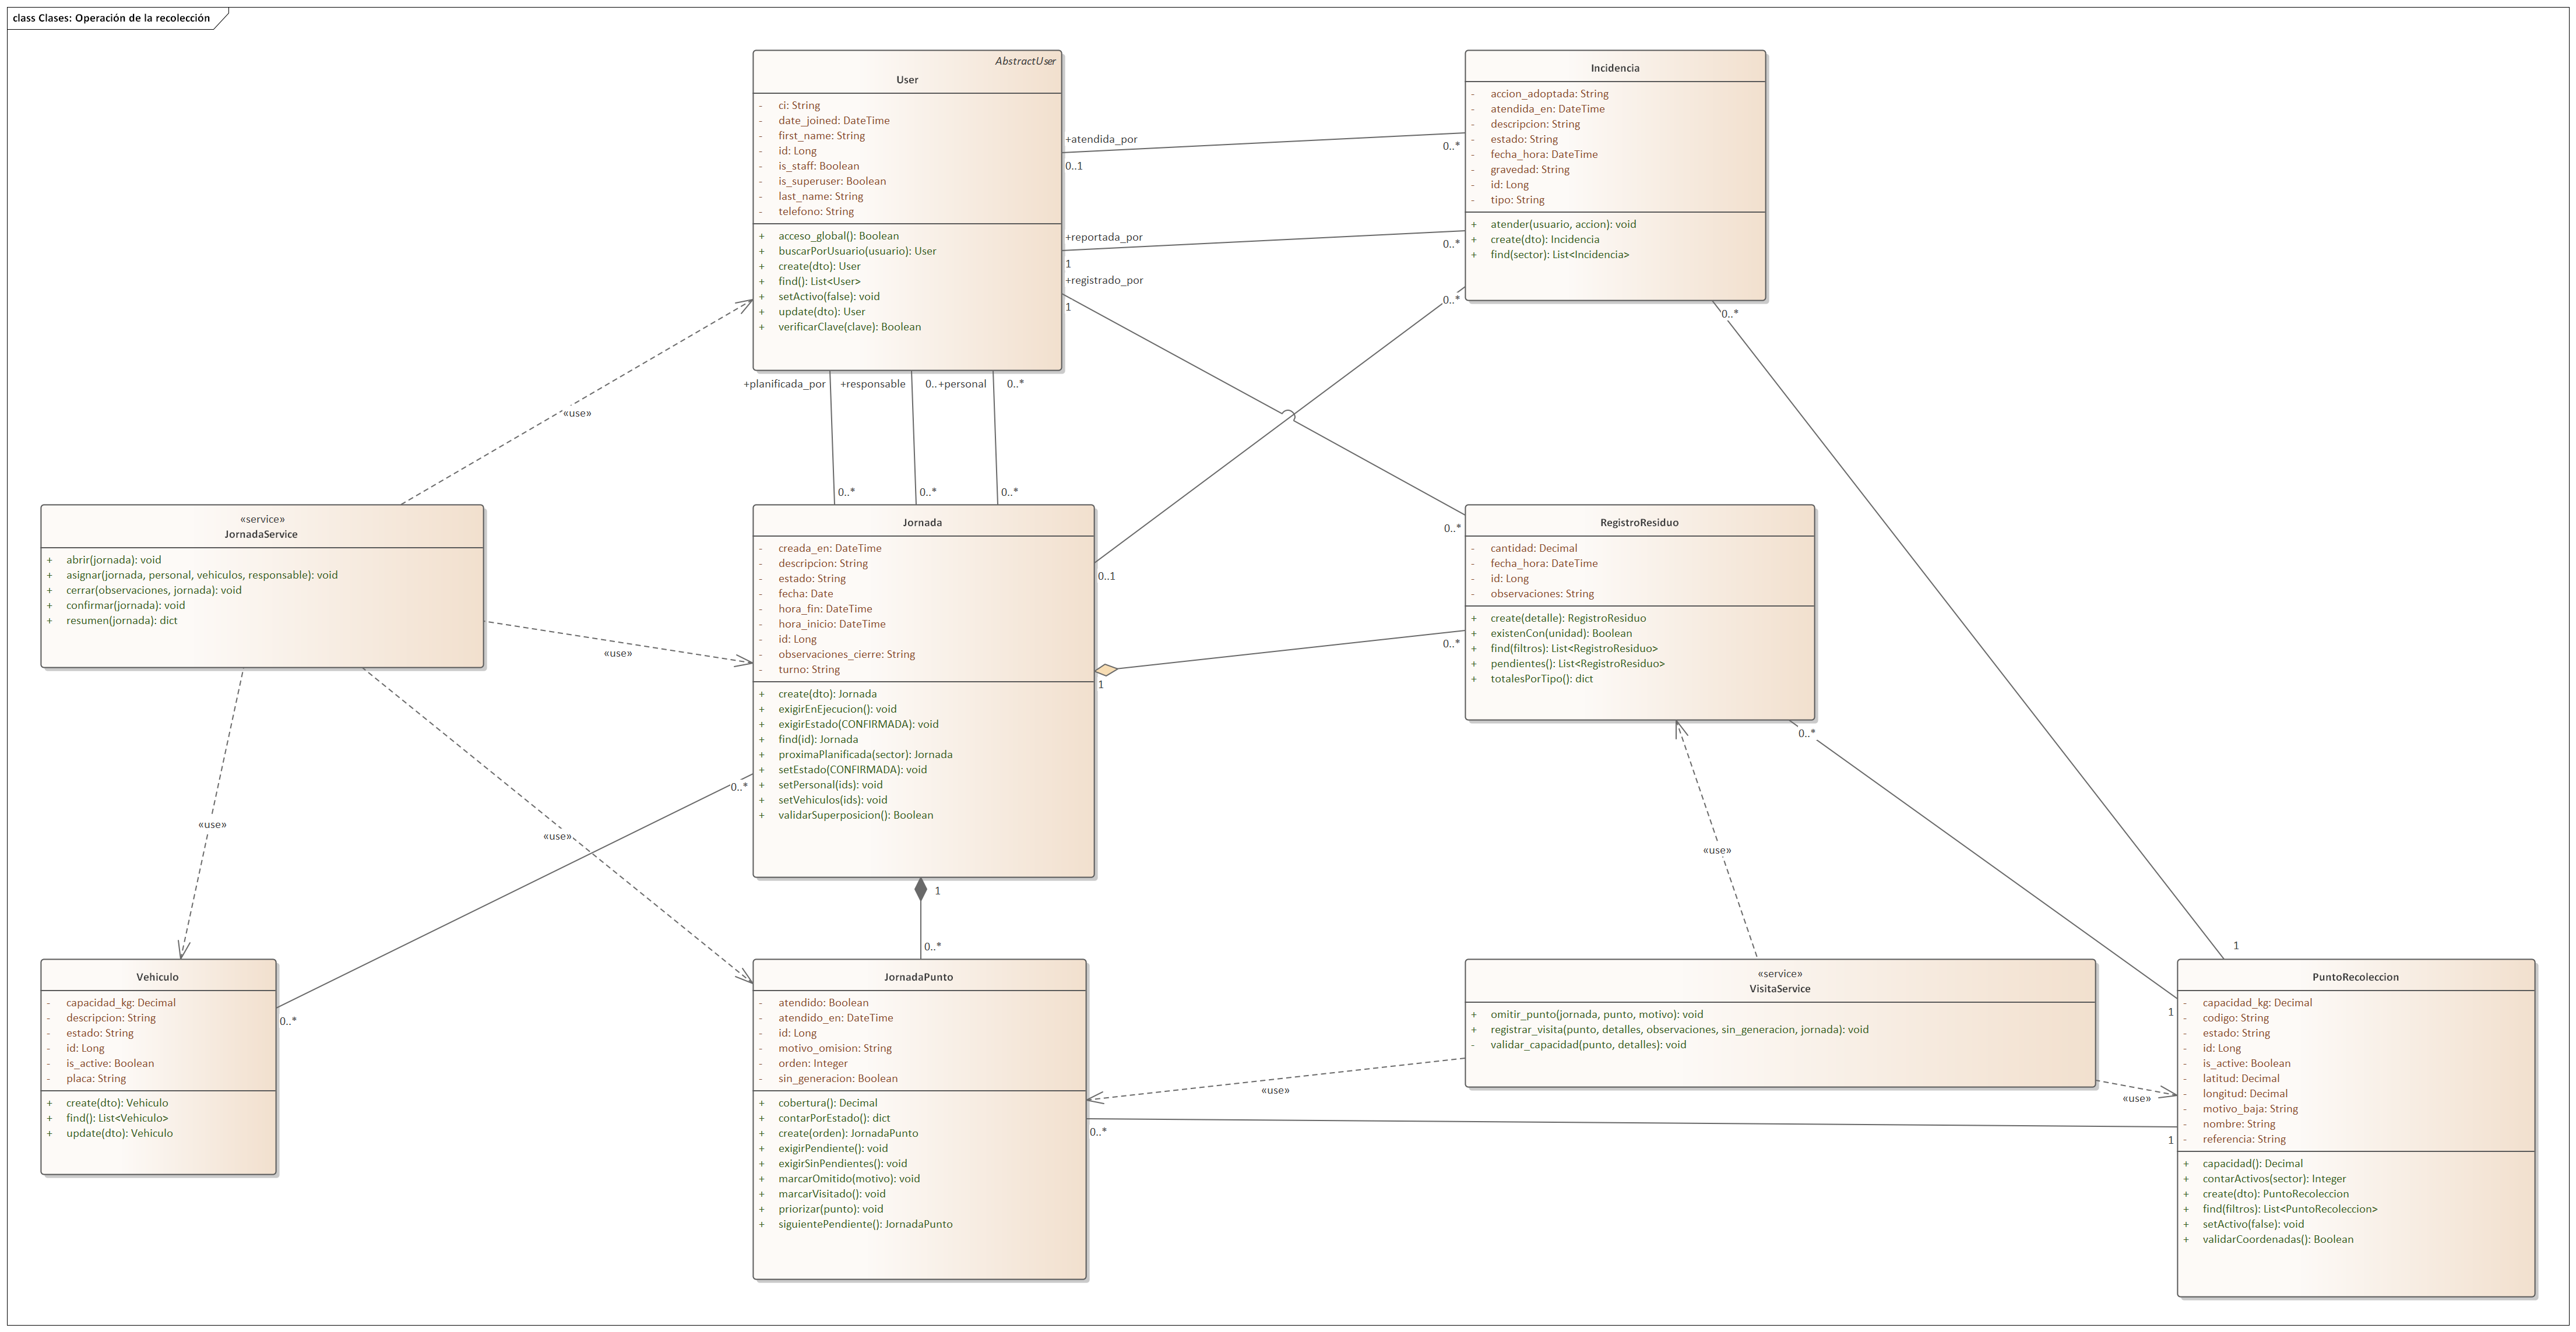 class Clases: Operación de la recolección
AbstractUser
User
- ci: String
- date_joined: DateTime
- first_name: String
- id: Long
- is_staff: Boolean
- is_superuser: Boolean
- last_name: String
- telefono: String
+ acceso_global(): Boolean
+ buscarPorUsuario(usuario): User
+ create(dto): User
+ find(): List<User>
+ setActivo(false): void
+ update(dto): User
+ verificarClave(clave): Boolean
Incidencia
- accion_adoptada: String
- atendida_en: DateTime
- descripcion: String
- estado: String
- fecha_hora: DateTime
- gravedad: String
- id: Long
- tipo: String
+ atender(usuario, accion): void
+ create(dto): Incidencia
+ find(sector): List<Incidencia>
+atendida_por
0..1
0..*
+reportada_por
1
0..*
+registrado_por
1
0..*
0..*
+planificada_por
+responsable
0..
+personal
0..*
«use»
0..*
0..*
0..*
«service»
JornadaService
+ abrir(jornada): void
+ asignar(jornada, personal, vehiculos, responsable): void
+ cerrar(observaciones, jornada): void
+ confirmar(jornada): void
+ resumen(jornada): dict
«use»
Jornada
- creada_en: DateTime
- descripcion: String
- estado: String
- fecha: Date
- hora_fin: DateTime
- hora_inicio: DateTime
- id: Long
- observaciones_cierre: String
- turno: String
+ create(dto): Jornada
+ exigirEnEjecucion(): void
+ exigirEstado(CONFIRMADA): void
+ find(id): Jornada
+ proximaPlanificada(sector): Jornada
+ setEstado(CONFIRMADA): void
+ setPersonal(ids): void
+ setVehiculos(ids): void
+ validarSuperposicion(): Boolean
0..1
1
0..*
0..*
RegistroResiduo
- cantidad: Decimal
- fecha_hora: DateTime
- id: Long
- observaciones: String
+ create(detalle): RegistroResiduo
+ existenCon(unidad): Boolean
+ find(filtros): List<RegistroResiduo>
+ pendientes(): List<RegistroResiduo>
+ totalesPorTipo(): dict
0..*
0..*
«use»
«use»
«use»
1
0..*
1
Vehiculo
- capacidad_kg: Decimal
- descripcion: String
- estado: String
- id: Long
- is_active: Boolean
- placa: String
+ create(dto): Vehiculo
+ find(): List<Vehiculo>
+ update(dto): Vehiculo
0..*
JornadaPunto
- atendido: Boolean
- atendido_en: DateTime
- id: Long
- motivo_omision: String
- orden: Integer
- sin_generacion: Boolean
+ cobertura(): Decimal
+ contarPorEstado(): dict
+ create(orden): JornadaPunto
+ exigirPendiente(): void
+ exigirSinPendientes(): void
+ marcarOmitido(motivo): void
+ marcarVisitado(): void
+ priorizar(punto): void
+ siguientePendiente(): JornadaPunto
«use»
0..*
«service»
VisitaService
+ omitir_punto(jornada, punto, motivo): void
+ registrar_visita(punto, detalles, observaciones, sin_generacion, jornada): void
- validar_capacidad(punto, detalles): void
«use»
1
1
PuntoRecoleccion
- capacidad_kg: Decimal
- codigo: String
- estado: String
- id: Long
- is_active: Boolean
- latitud: Decimal
- longitud: Decimal
- motivo_baja: String
- nombre: String
- referencia: String
+ capacidad(): Decimal
+ contarActivos(sector): Integer
+ create(dto): PuntoRecoleccion
+ find(filtros): List<PuntoRecoleccion>
+ setActivo(false): void
+ validarCoordenadas(): Boolean